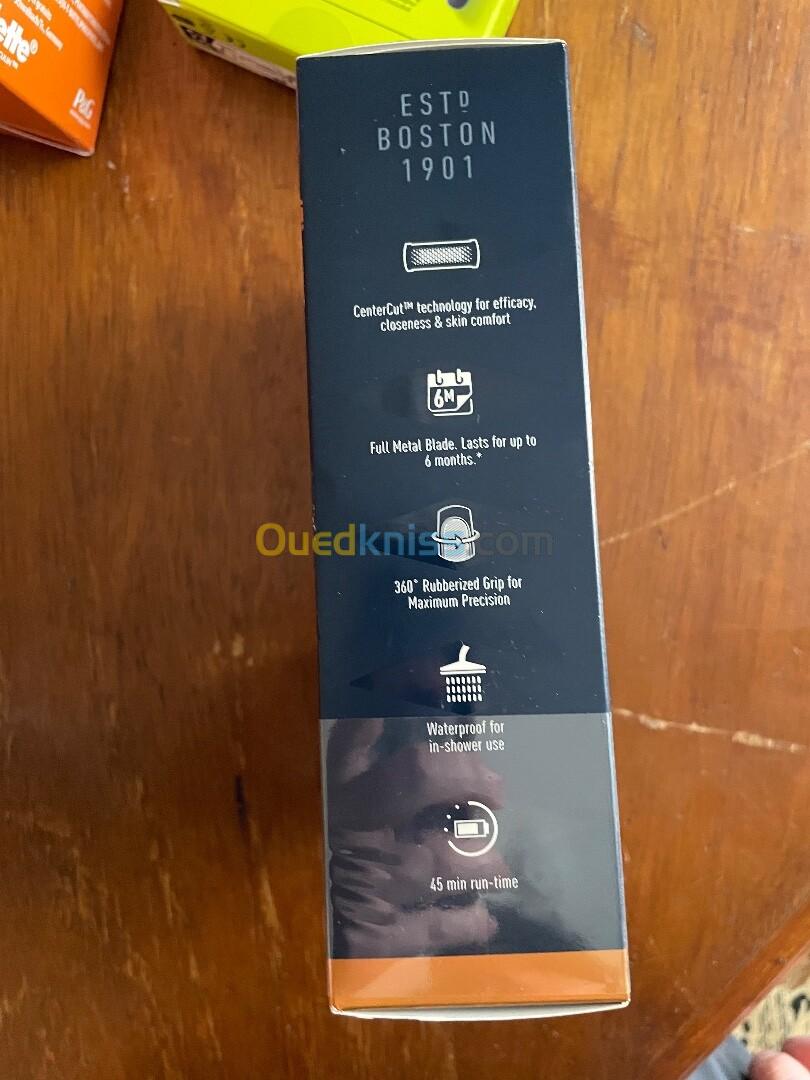 ette®
P&G
ESTD
BOSTON
1901
CenterCut™ technology for efficacy,
closeness & skin comfort
6M
Full Metal Blade. Lasts for up to
6 months.*
Ouedkniss.com
360° Rubberized Grip for
Maximum Precision
Waterproof for
in-shower use
45 min run-time